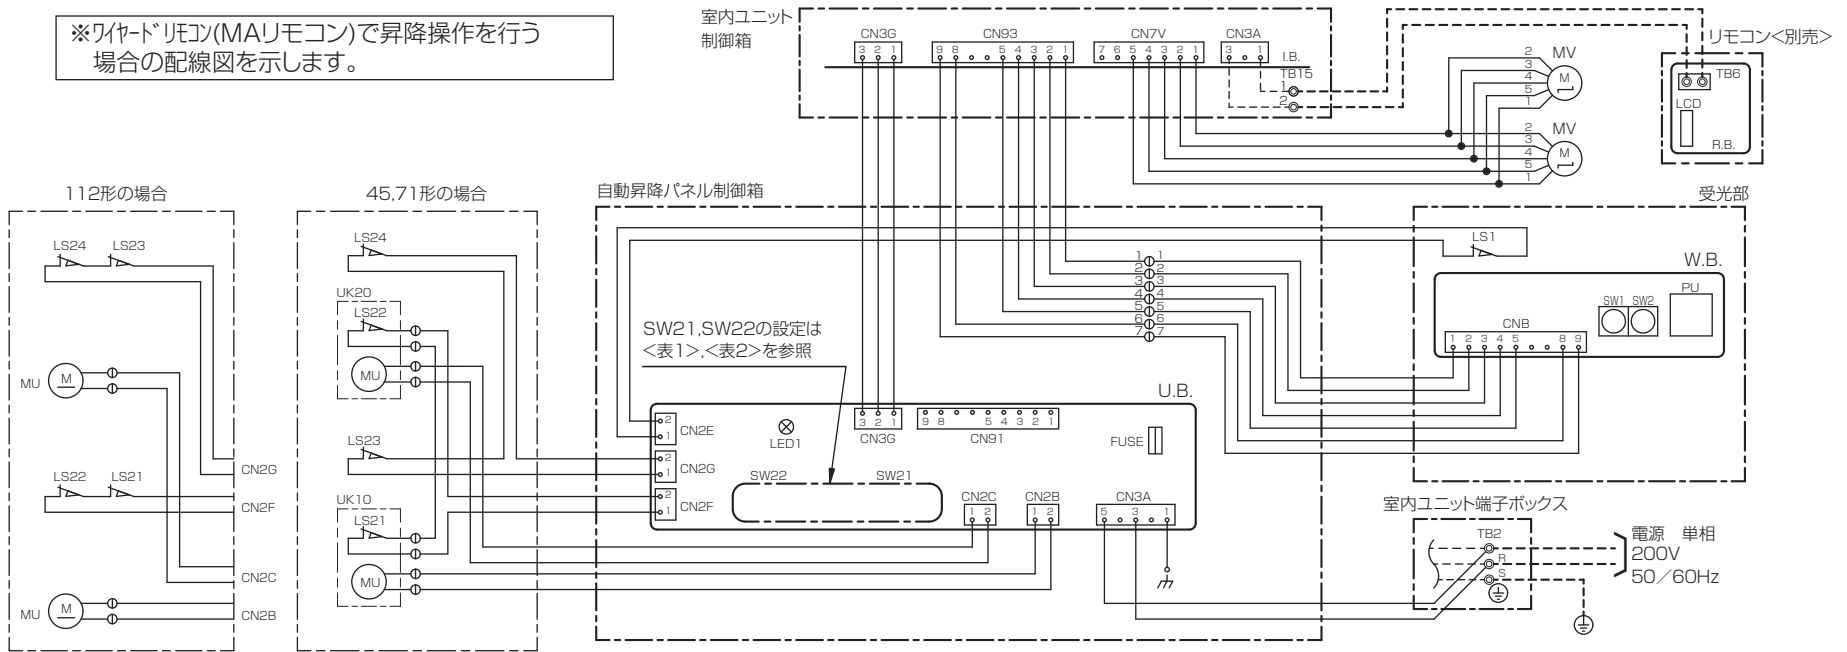 ※ワイヤードリモコン(MAリモコン)で昇降操作を行う
場合の配線図を示します。
室内ユニット
制御箱
CN3G
3 2 1
CN93
9 8 5 4 3 2 1
CN7V
7 6 5 4 3 2 1
CN3A
3 1
I.B.
TB15
1
2
リモコン<別売>
TB6
LCD
R.B.
MV
2
3
4
5
1
M
MV
2
3
4
5
1
M
112形の場合
LS24 LS23
MU
M
LS22 LS21
MU
M
CN2G
CN2F
CN2C
CN2B
45,71形の場合
LS24
UK20
LS22
MU
LS23
UK10
LS21
MU
自動昇降パネル制御箱
1 1
2 2
3 3
4 4
5 5
6 6
7 7
SW21,SW22の設定は
<表1>,<表2>を参照
U.B.
2
1
CN2E
2
1
CN2G
2
1
CN2F
LED1
3 2 1
CN3G
9 8 5 4 3 2 1
CN91
FUSE
SW22 SW21
CN2C
1 2
CN2B
1 2
CN3A
5 3 1
受光部
LS1
W.B.
SW1 SW2
PU
CNB
1 2 3 4 5 8 9
室内ユニット端子ボックス
TB2
R
S
電源 単相
200V
50/60Hz